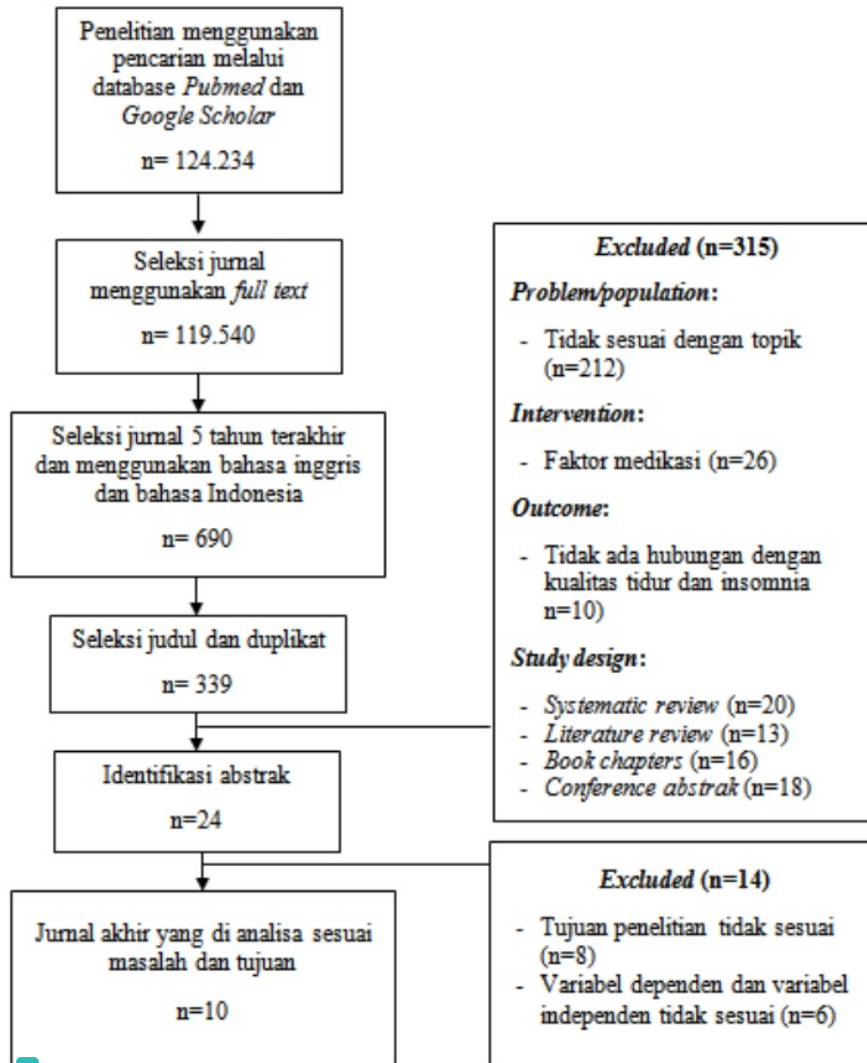 Penelitian menggunakan
pencarian melalui
database Pubmed dan
Google Scholar
n= 124.234
Seleksi jurnal
menggunakan full text
n= 119.540
Seleksi jurnal 5 tahun terakhir
dan menggunakan bahasa inggris
dan bahasa Indonesia
n= 690
Seleksi judul dan duplikat
n= 339
Excluded (n=315)
Problem/population:
- Tidak sesuai dengan topik
(n=212)
Intervention:
- Faktor medikasi (n=26)
Outcome:
- Tidak ada hubungan dengan
kualitas tidur dan insomnia
n=10)
Study design:
- Systematic review (n=20)
- Literature review (n=13)
- Book chapters (n=16)
- Conference abstrak (n=18)
Identifikasi abstrak
n=24
Excluded (n=14)
- Tujuan penelitian tidak sesuai
(n=8)
- Variabel dependen dan variabel
independen tidak sesuai (n=6)
Jurnal akhir yang di analisa sesuai
masalah dan tujuan
n=10